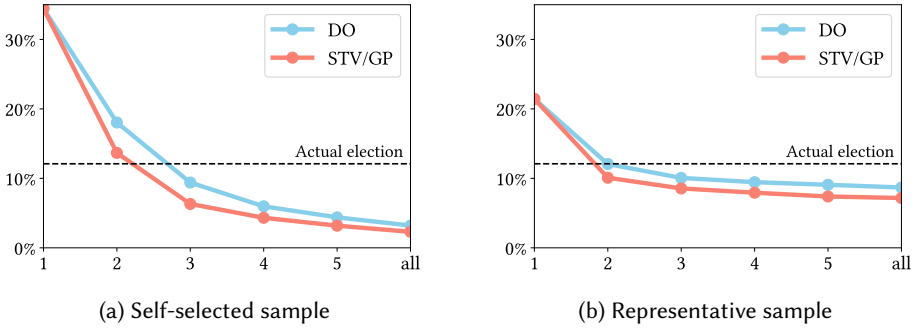 30%
20%
10%
0%
DO
STV/GP
Actual election
1 2 3 4 5 all
(a) Self-selected sample
30%
20%
10%
0%
DO
STV/GP
Actual election
1 2 3 4 5 all
(b) Representative sample